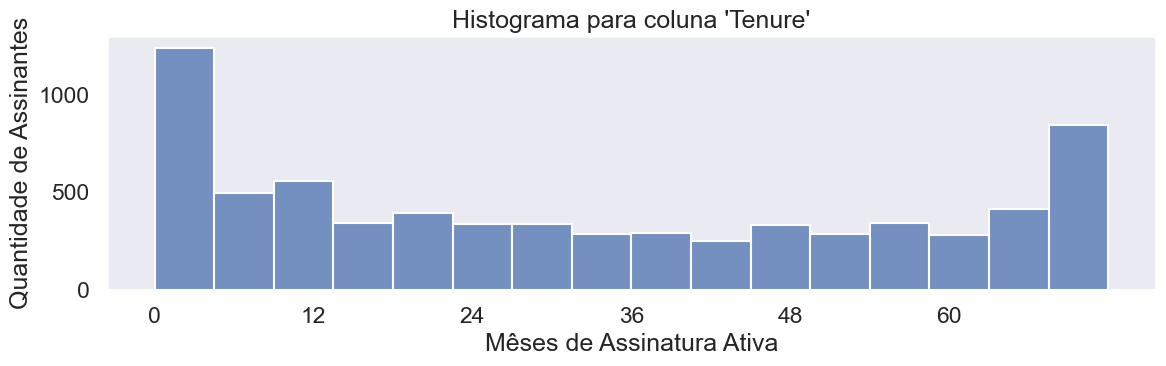 Histograma para coluna 'Tenure'
Quantidade de Assinantes
1000
500
0
0 12 24 36 48 60
Mêses de Assinatura Ativa